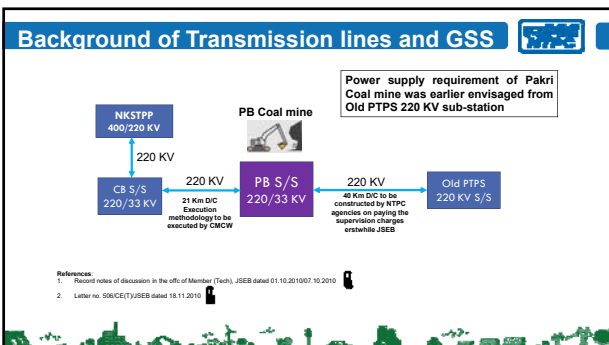 Background of Transmission lines and GSS
NTPC
Power supply requirement of Pakri
Coal mine was earlier envisaged from
Old PTPS 220 KV sub-station
PB Coal mine
NKSTPP
400/220 KV
220 KV
CB S/S
220/33 KV
220 KV
21 Km D/C
Execution
methodology to be
executed by CMCW
PB S/S
220/33 KV
220 KV
40 Km D/C to be
constructed by NTPC
agencies on paying the
supervision charges
erstwhile JSEB
Old PTPS
220 KV S/S
References:
1. Record notes of discussion in the offc of Member (Tech), JSEB dated 01.10.2010/07.10.2010
2. Letter no. 506/CE(T)/JSEB dated 18.11.2010